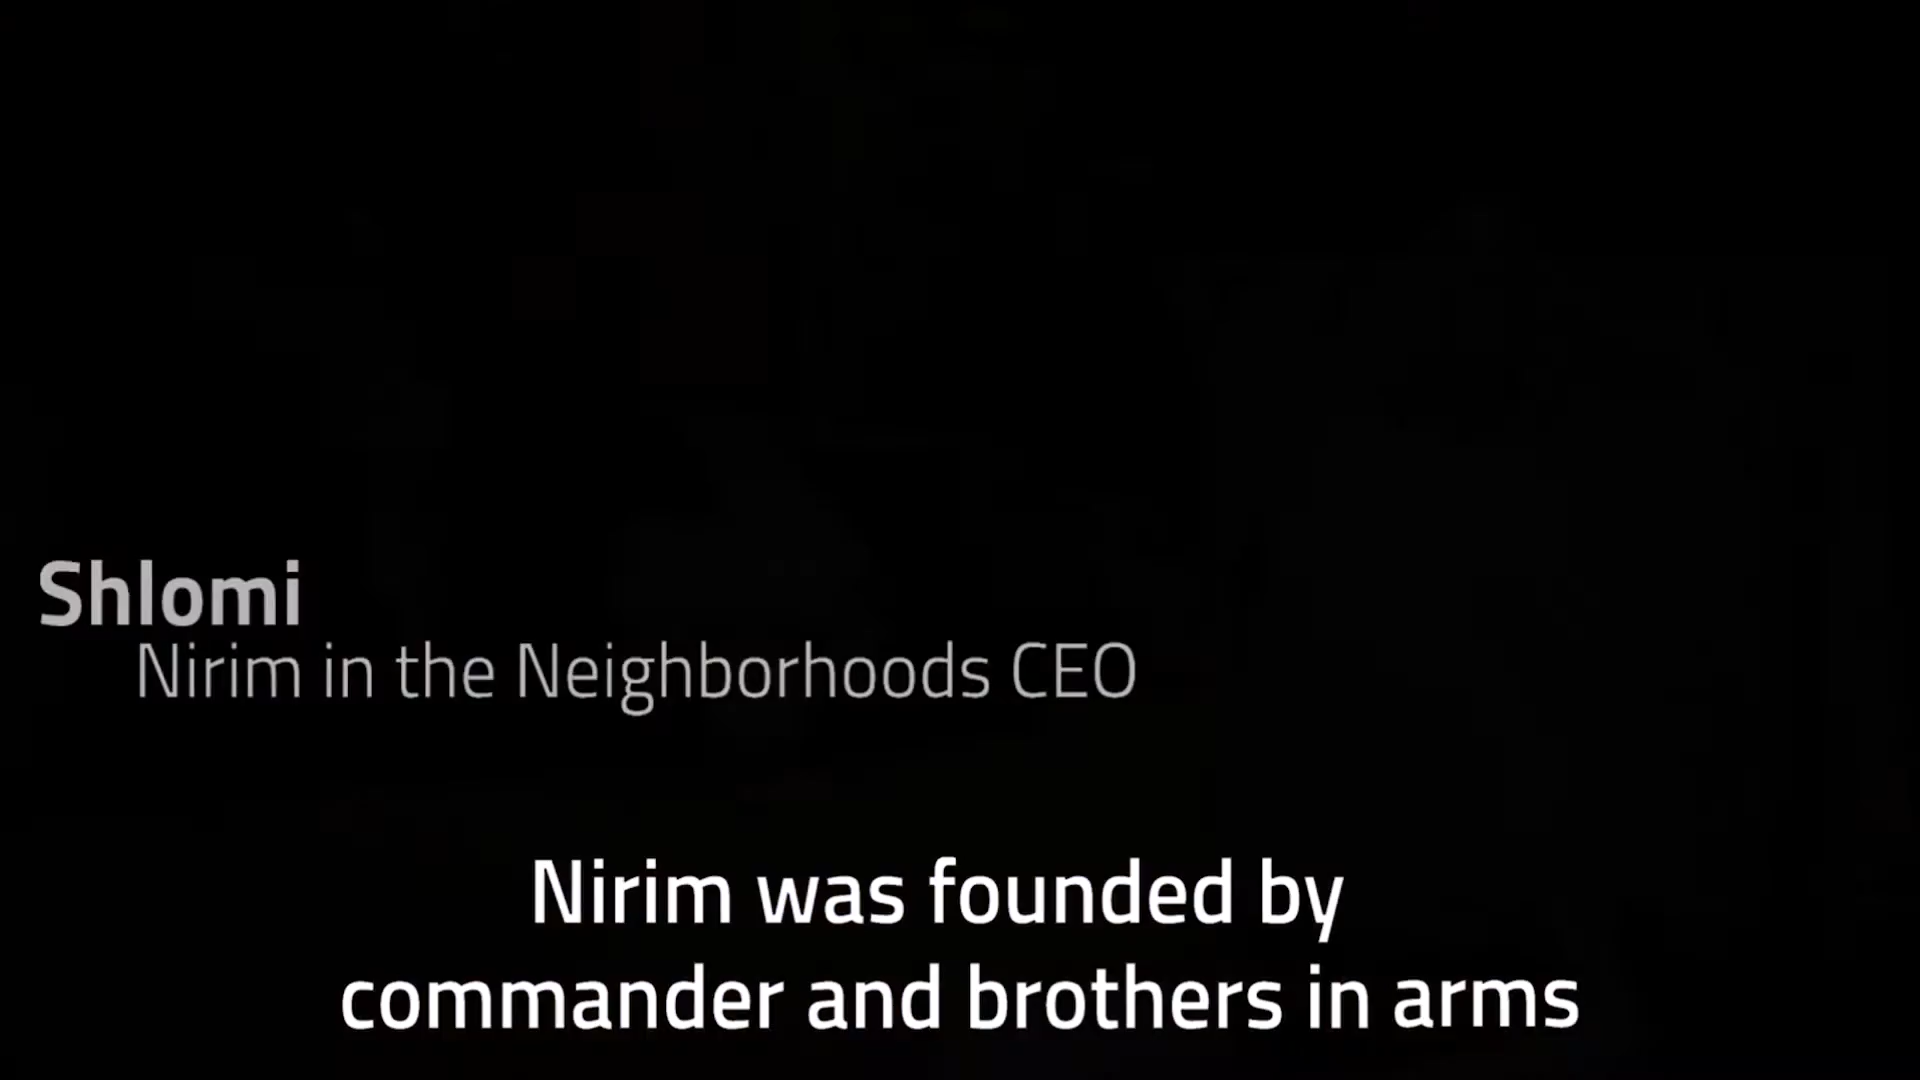 Shlomi
Nirim in the Neighborhoods CEO
Nirim was founded by
commander and brothers in arms